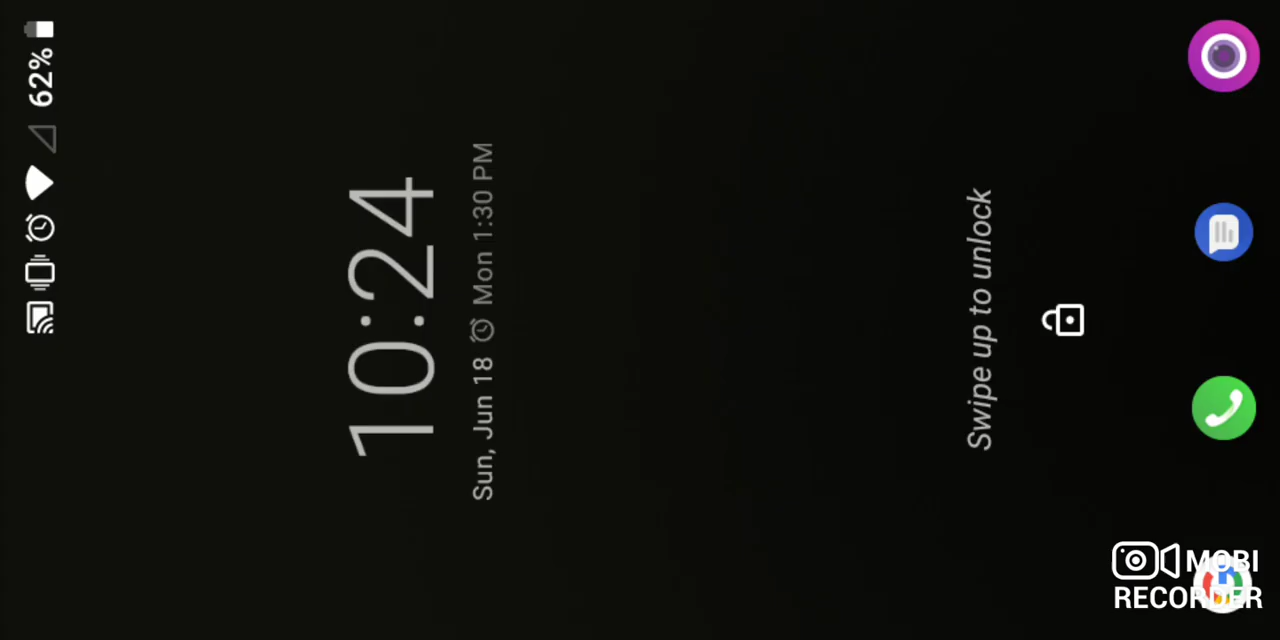 62%
10:24
Sun, Jun 18 Mon 1:30 PM
Swipe up to unlock
MOBI
RECORDER